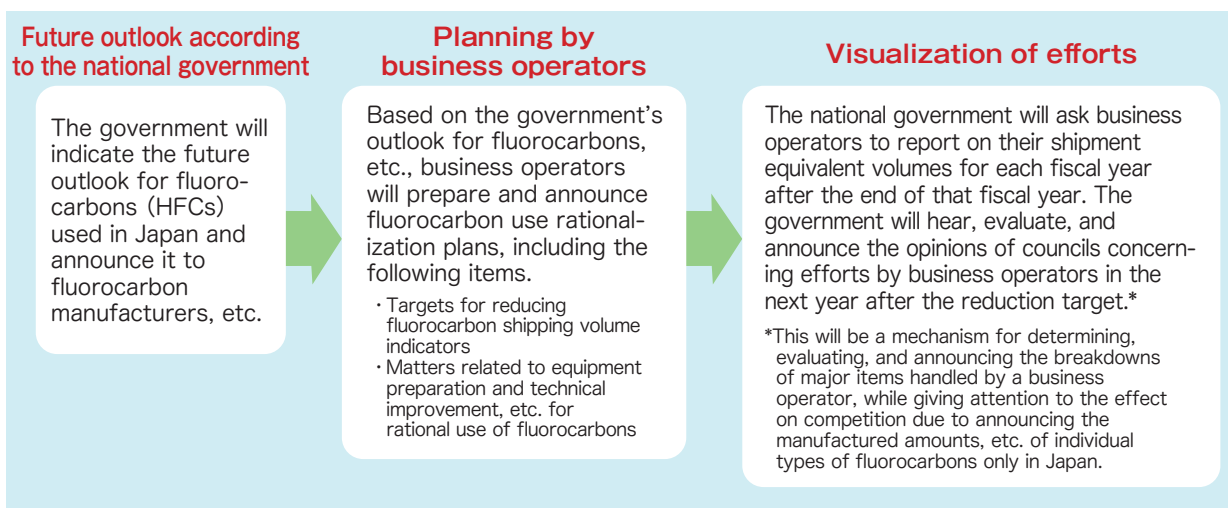 Future outlook according
to the national government
The government will
indicate the future
outlook for fluoro-
carbons (HFCs)
used in Japan and
announce it to
fluorocarbon
manufacturers, etc.
Planning by
business operators
Based on the government's
outlook for fluorocarbons,
etc., business operators
will prepare and announce
fluorocarbon use rational-
ization plans, including the
following items.
・Targets for reducing
fluorocarbon shipping volume
indicators
・Matters related to equipment
preparation and technical
improvement, etc. for
rational use of fluorocarbons
Visualization of efforts
The national government will ask business
operators to report on their shipment
equivalent volumes for each fiscal year
after the end of that fiscal year. The
government will hear, evaluate, and
announce the opinions of councils concern-
ing efforts by business operators in the
next year after the reduction target.*
*This will be a mechanism for determining,
evaluating, and announcing the breakdowns
of major items handled by a business
operator, while giving attention to the effect
on competition due to announcing the
manufactured amounts, etc. of individual
types of fluorocarbons only in Japan.